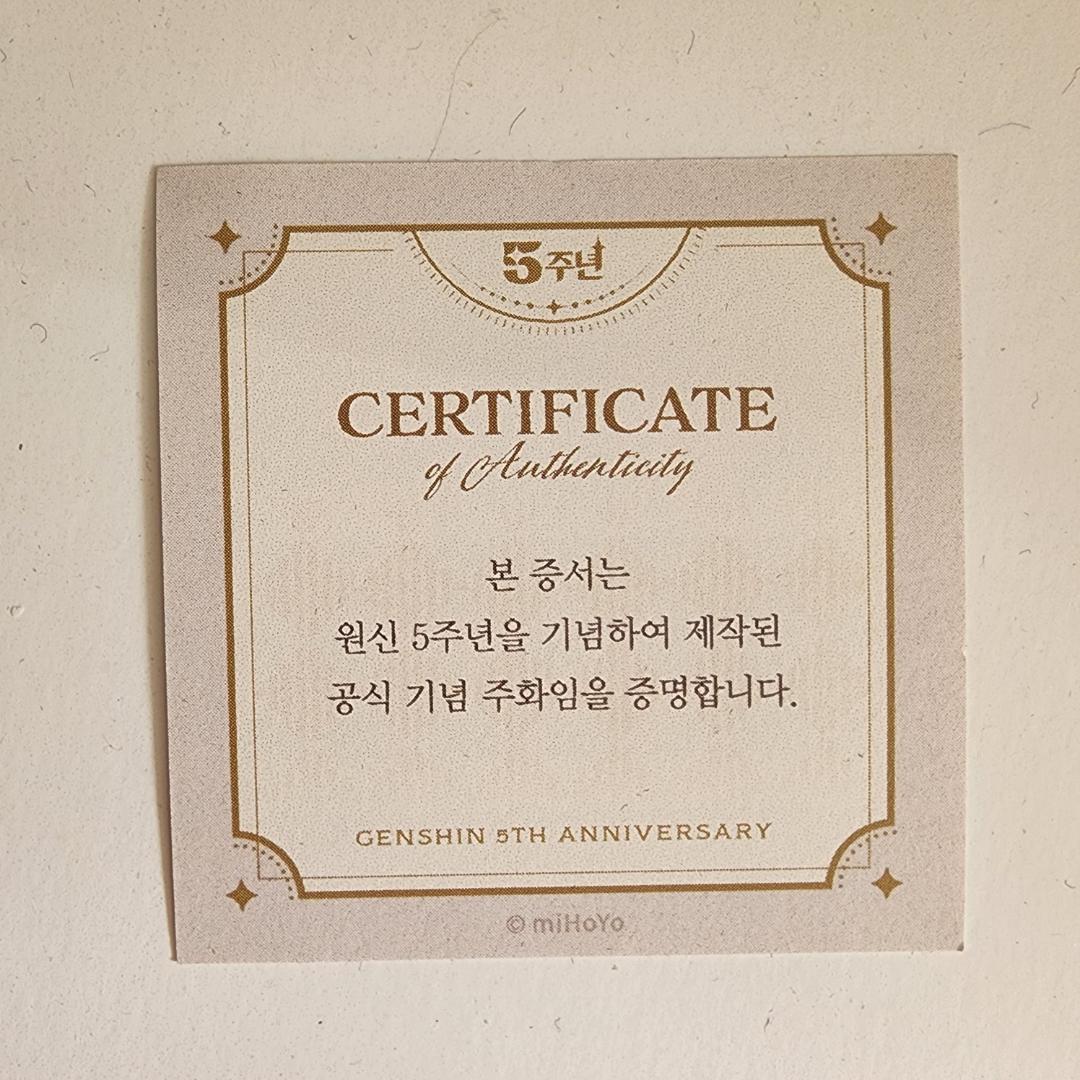 5주년
CERTIFICATE
of Authenticity
본 증서는
원신 5주년을 기념하여 제작된
공식 기념 주화임을 증명합니다.
GENSHIN 5TH ANNIVERSARY
© miHoYo